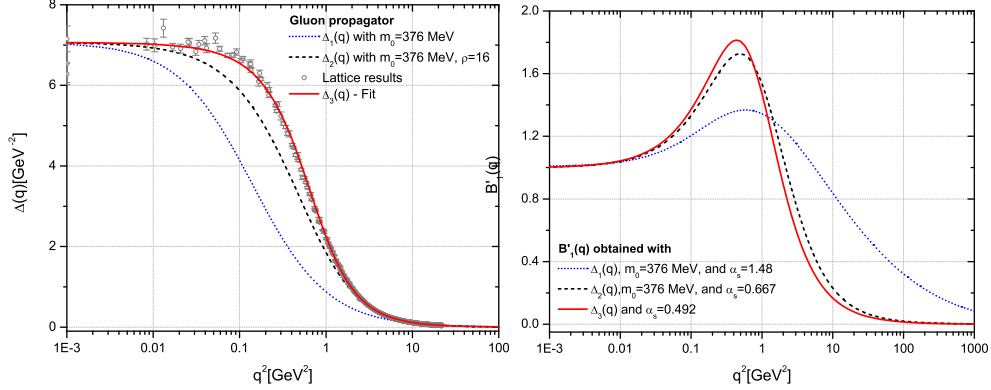 8
6
4
2
0
Δ(q)[GeV⁻²]
Gluon propagator
Δ₁(q) with m₀=376 MeV
Δ₂(q) with m₀=376 MeV, ρ=16
Lattice results
Δ₃(q) - Fit
1E-3 0.01 0.1 1 10 100
q²[GeV²]
2.0
1.6
1.2
0.8
0.4
0.0
B'₁(q)
B'₁(q) obtained with
Δ₁(q), m₀=376 MeV, and αₛ=1.48
Δ₂(q),m₀=376 MeV, and αₛ=0.667
Δ₃(q) and αₛ=0.492
1E-3 0.01 0.1 1 10 100 1000
q²[GeV²]